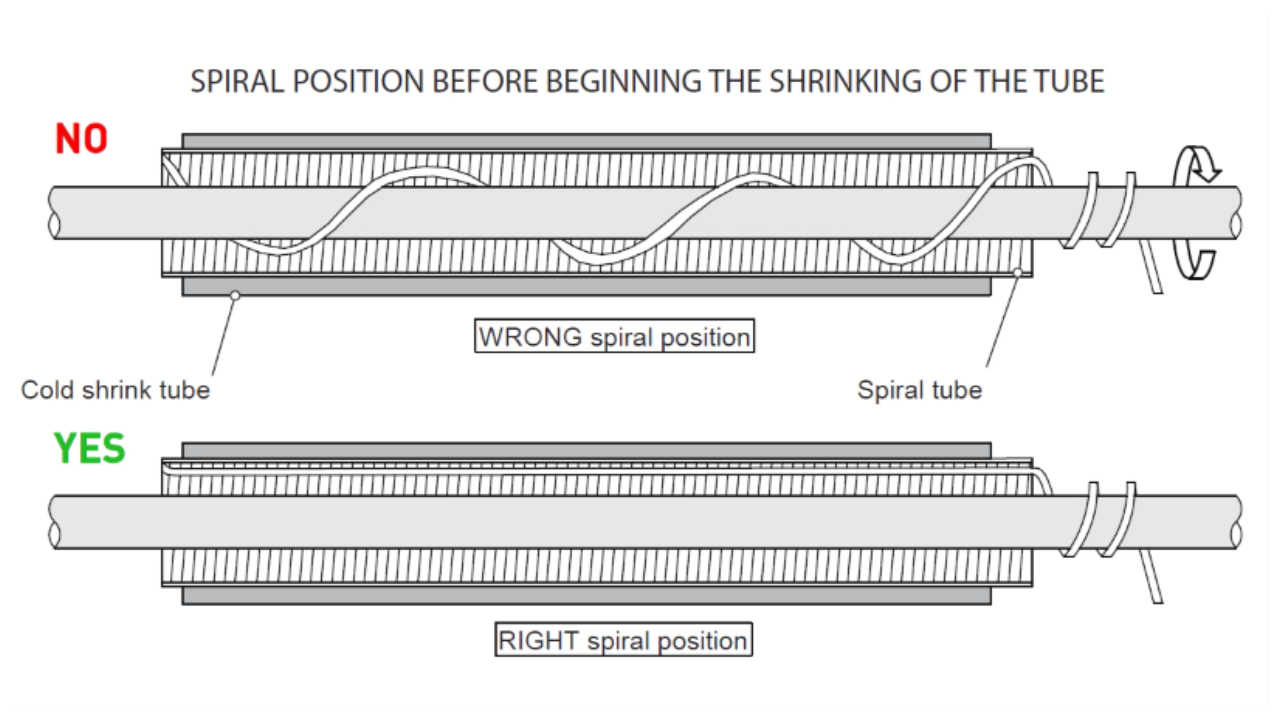 SPIRAL POSITION BEFORE BEGINNING THE SHRINKING OF THE TUBE
NO
WRONG spiral position
Cold shrink tube
Spiral tube
YES
RIGHT spiral position